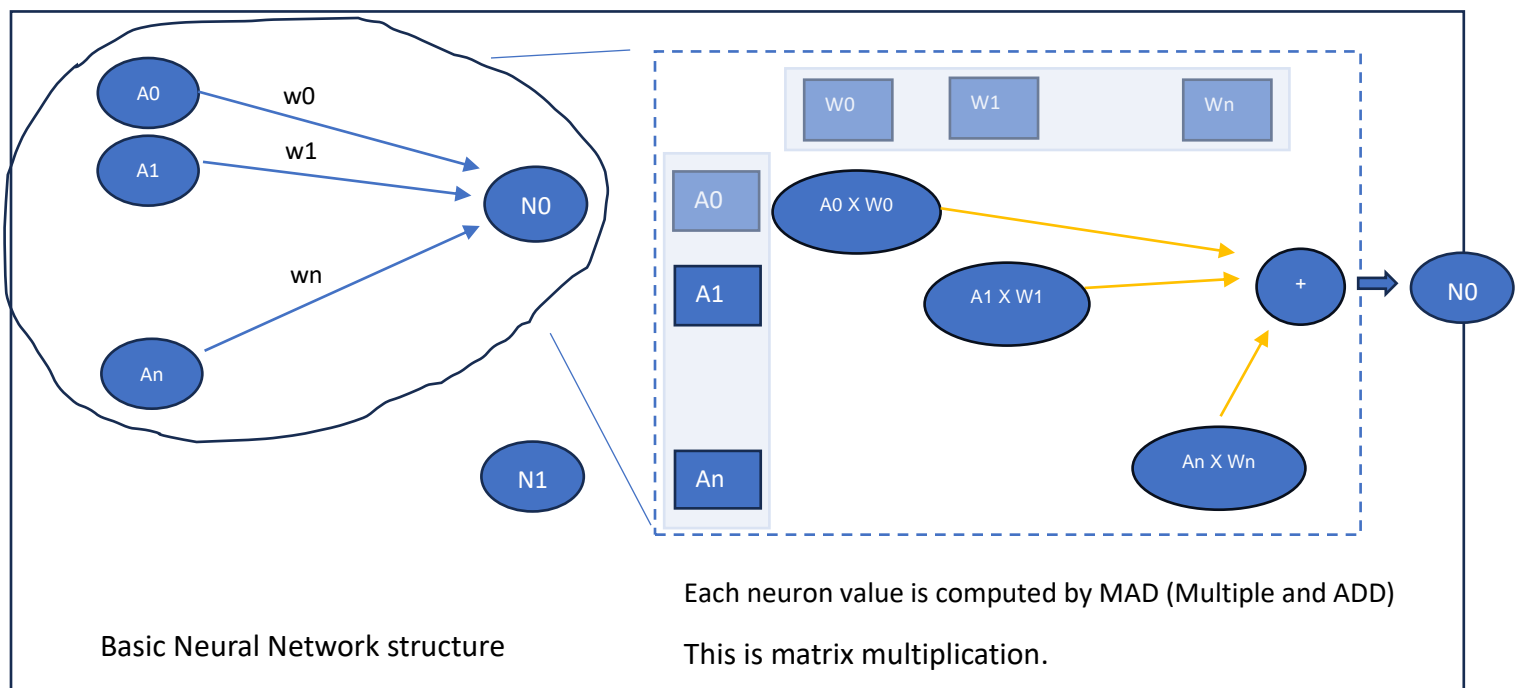 A0
w0
A1
w1
N0
wn
An
N1
Basic Neural Network structure
W0
W1
Wn
A0
A0 X W0
A1
A1 X W1
+
N0
An
An X Wn
Each neuron value is computed by MAD (Multiple and ADD)
This is matrix multiplication.